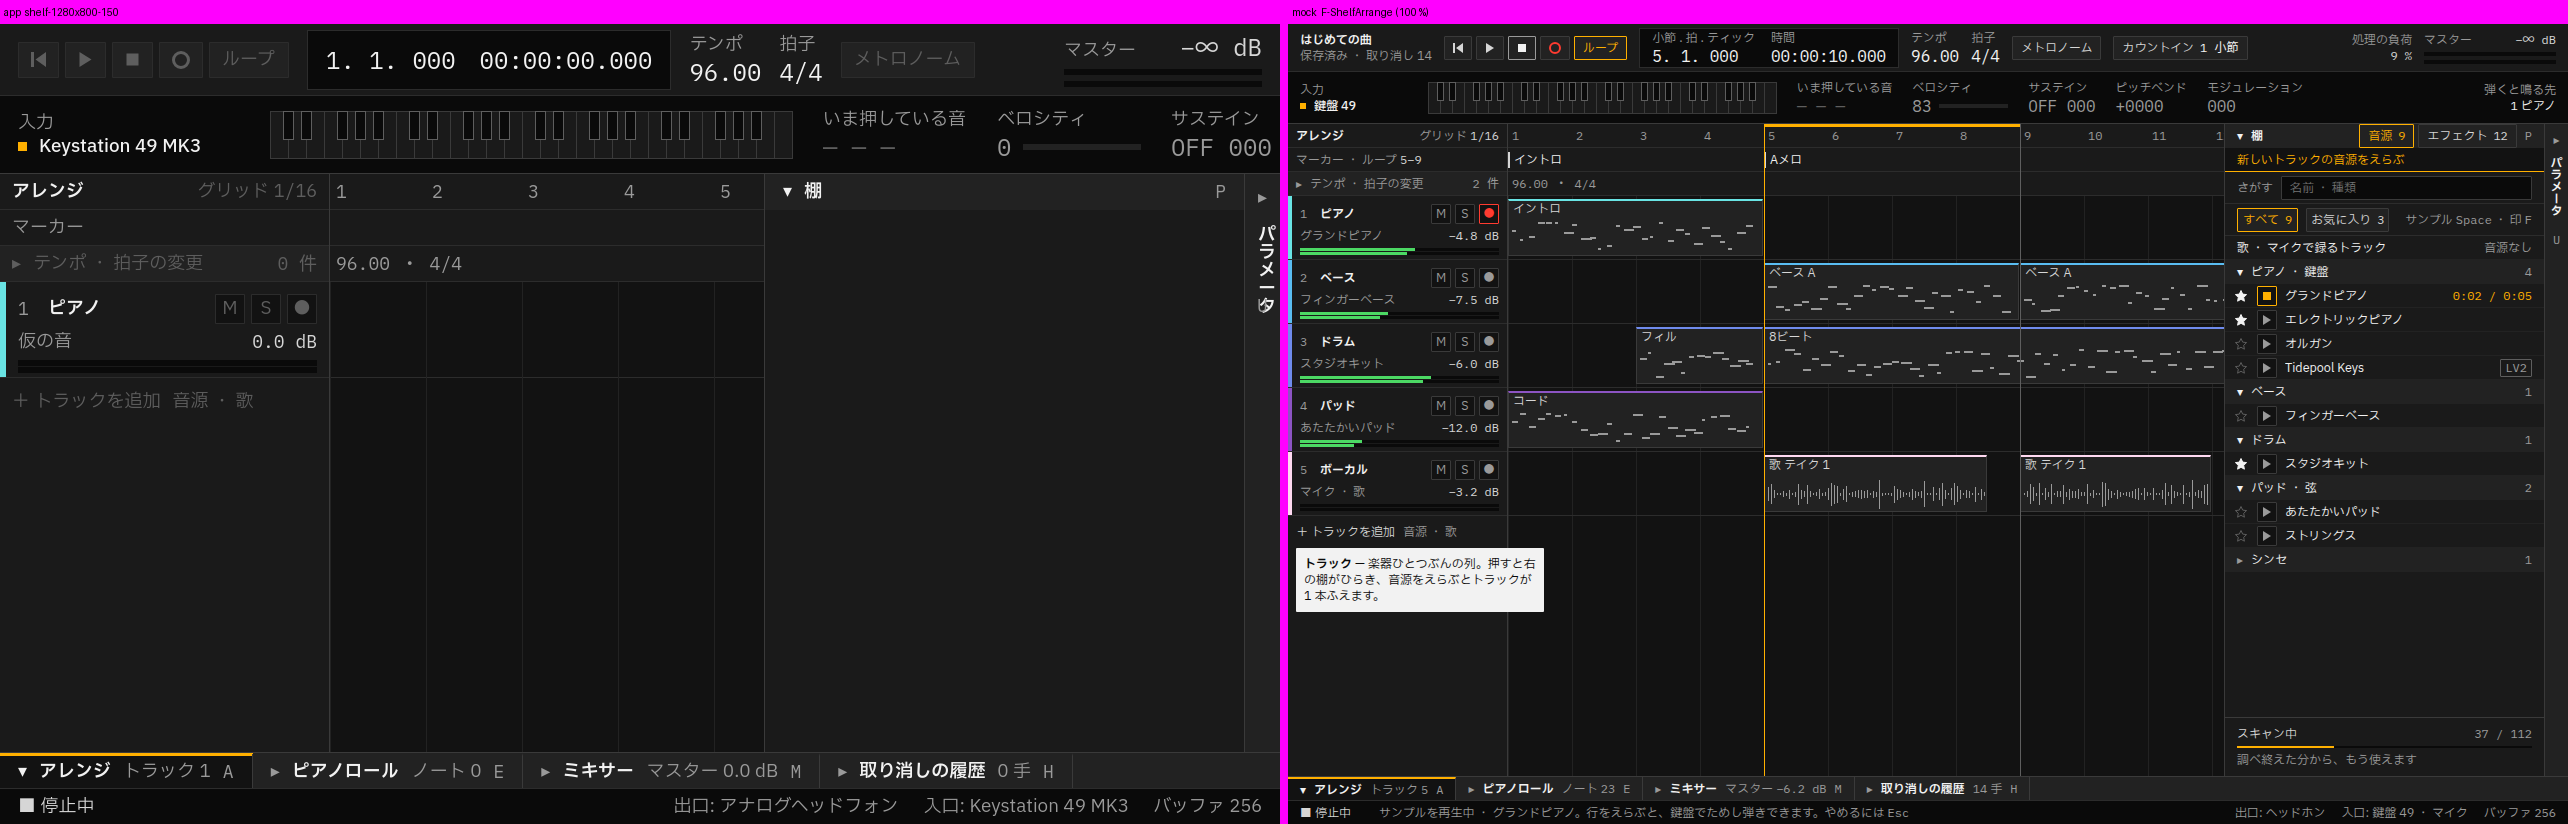 app shelf-1280x800-150
ループ
1. 1. 000 00:00:00.000
テンポ
96.00
拍子
4/4
メトロノーム
マスター −∞ dB
入力
Keystation 49 MK3
いま押している音
— — —
ベロシティ
0
サステイン
OFF 000
アレンジ グリッド 1/16
1 2 3 4 5
▼ 棚 P
マーカー
▶ テンポ · 拍子の変更 0 件
96.00 · 4/4
1 ピアノ M S
仮の音 0.0 dB
＋トラックを追加 音源 · 歌
▶ パラメータ
▼ アレンジ トラック 1 A
▶ ピアノロール ノート 0 E
▶ ミキサー マスター 0.0 dB M
▶ 取り消しの履歴 0 手 H
停止中
出口: アナログヘッドフォン 入口: Keystation 49 MK3 バッファ 256
mock F-ShelfArrange (100 %)
はじめての曲
保存済み · 取り消し 14
ループ
小節 . 拍 . ティック 時間
5. 1. 000 00:00:10.000
テンポ
96.00
拍子
4/4
メトロノーム
カウントイン 1 小節
処理の負荷
9 %
マスター −∞ dB
入力
鍵盤 49
いま押している音
— — —
ベロシティ
83
サステイン
OFF 000
ピッチベンド
+0000
モジュレーション
000
弾くと鳴る先
1 ピアノ
アレンジ グリッド 1/16
1 2 3 4 5 6 7 8 9 10 11 1
マーカー · ループ 5–9
イントロ Aメロ
▶ テンポ · 拍子の変更 2 件
96.00 · 4/4
1 ピアノ M S
グランドピアノ −4.8 dB
イントロ
2 ベース M S
フィンガーベース −7.5 dB
ベース A ベース A
3 ドラム M S
スタジオキット −6.0 dB
フィル 8ビート
4 パッド M S
あたたかいパッド −12.0 dB
コード
5 ボーカル M S
マイク · 歌 −3.2 dB
歌 テイク 1 歌 テイク 1
＋トラックを追加 音源 · 歌
トラック — 楽器ひとつぶんの列。押すと右
の棚がひらき、音源をえらぶとトラックが
1 本ふえます。
▼ 棚 音源 9 エフェクト 12 P
新しいトラックの音源をえらぶ
さがす 名前 · 種類
すべて 9 お気に入り 3 サンプル Space · 印 F
歌 · マイクで録るトラック 音源なし
▼ ピアノ · 鍵盤 4
グランドピアノ 0:02 / 0:05
エレクトリックピアノ
オルガン
Tidepool Keys LV2
▼ ベース 1
フィンガーベース
▼ ドラム 1
スタジオキット
▼ パッド · 弦 2
あたたかいパッド
ストリングス
▶ シンセ 1
スキャン中 37 / 112
調べ終えた分から、もう使えます
▶ パラメータ U
▼ アレンジ トラック 5 A
▶ ピアノロール ノート 23 E
▶ ミキサー マスター −6.2 dB M
▶ 取り消しの履歴 14 手 H
停止中
サンプルを再生中 · グランドピアノ。行をえらぶと、鍵盤でためし弾きできます。やめるには Esc
出口: ヘッドホン 入口: 鍵盤 49 · マイク バッファ 256